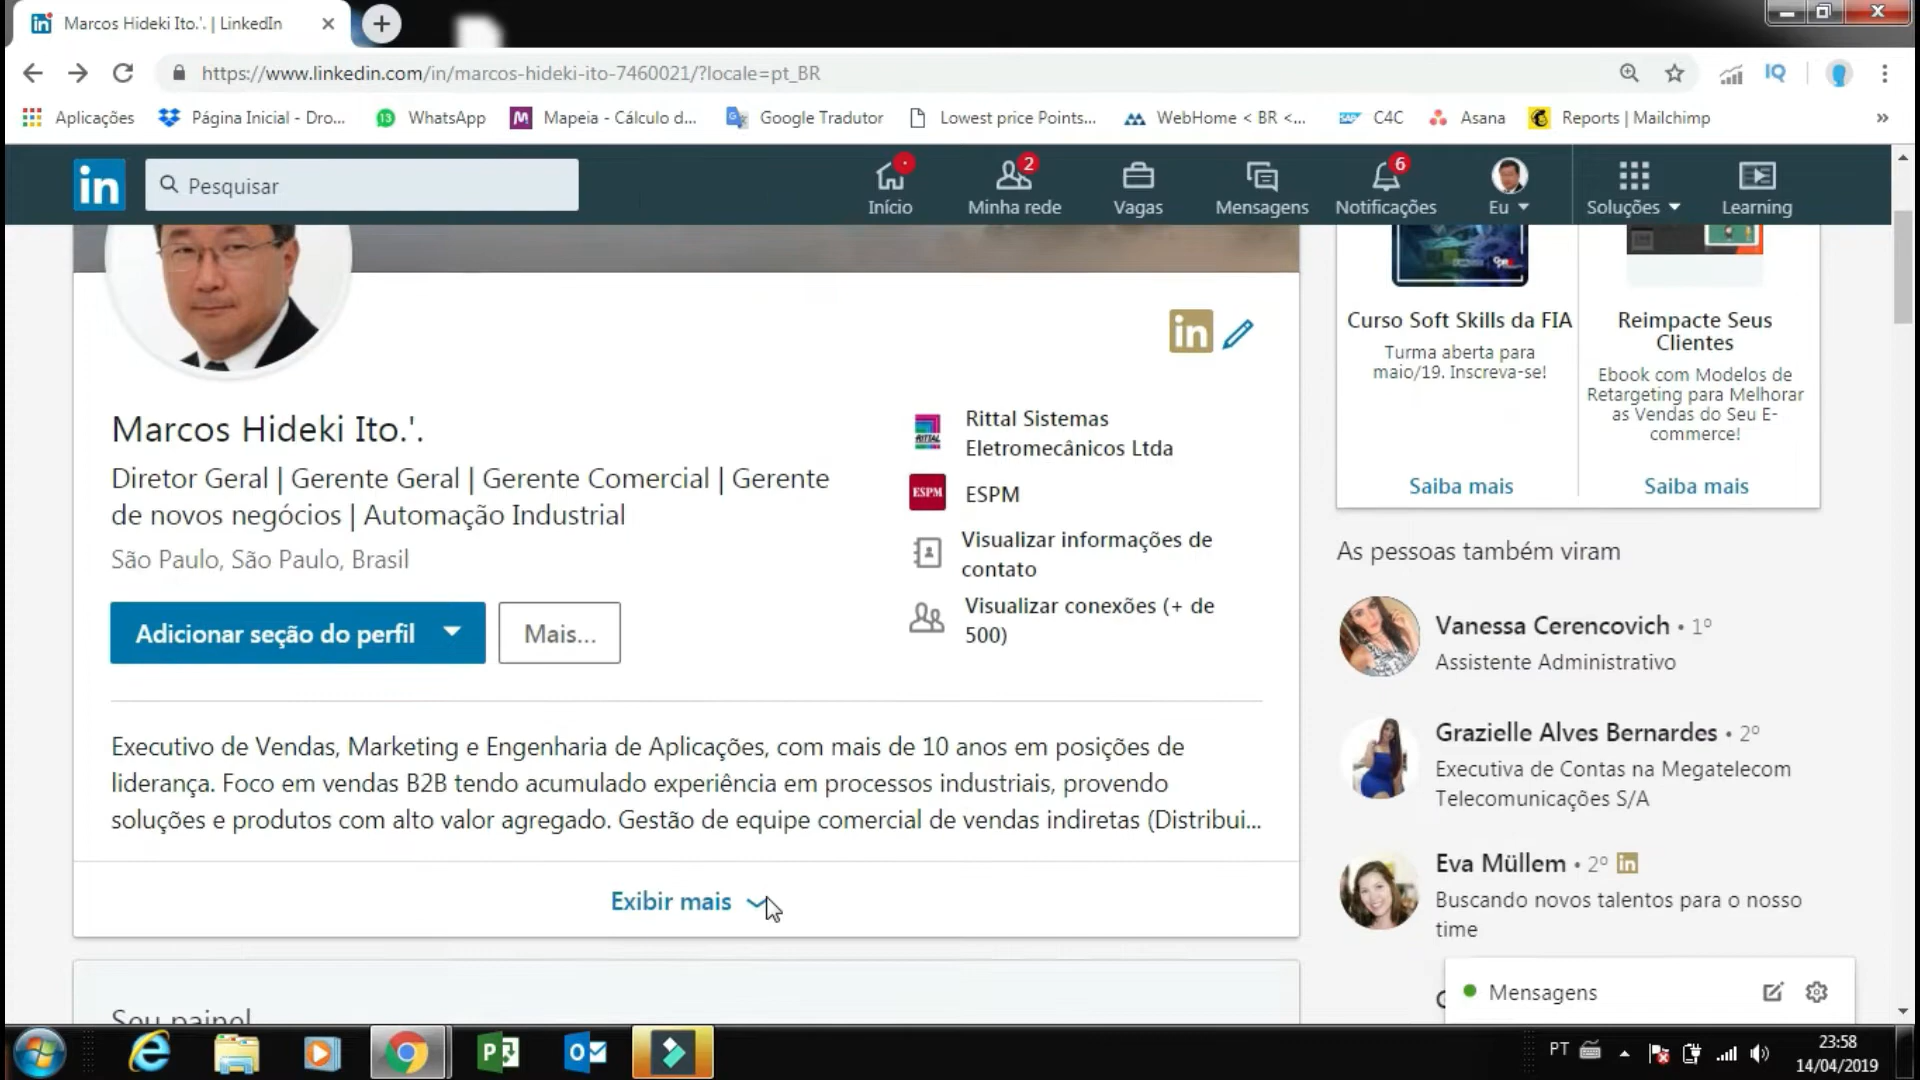 Marcos Hideki Ito.'. | LinkedIn
https://www.linkedin.com/in/marcos-hideki-ito-7460021/?locale=pt_BR
IQ
Aplicações
Página Inicial - Dro...
13
WhatsApp
M
Mapeia - Cálculo d...
Google Tradutor
Lowest price Points...
WebHome < BR <...
SAP
C4C
Asana
Reports | Mailchimp
in
Pesquisar
Início
2
Minha rede
Vagas
Mensagens
6
Notificações
Eu
Soluções
Learning
in
Marcos Hideki Ito.'.
Diretor Geral | Gerente Geral | Gerente Comercial | Gerente
de novos negócios | Automação Industrial
São Paulo, São Paulo, Brasil
Adicionar seção do perfil
Mais...
RITTAL
Rittal Sistemas
Eletromecânicos Ltda
ESPM
ESPM
Visualizar informações de
contato
Visualizar conexões (+ de
500)
Executivo de Vendas, Marketing e Engenharia de Aplicações, com mais de 10 anos em posições de
liderança. Foco em vendas B2B tendo acumulado experiência em processos industriais, provendo
soluções e produtos com alto valor agregado. Gestão de equipe comercial de vendas indiretas (Distribui...
Exibir mais
Seu painel
Curso Soft Skills da FIA
Turma aberta para
maio/19. Inscreva-se!
Saiba mais
Reimpacte Seus
Clientes
Ebook com Modelos de
Retargeting para Melhorar
as Vendas do Seu E-
commerce!
Saiba mais
As pessoas também viram
Vanessa Cerencovich • 1º
Assistente Administrativo
Grazielle Alves Bernardes • 2º
Executiva de Contas na Megatelecom
Telecomunicações S/A
Eva Müllem • 2º in
Buscando novos talentos para o nosso
time
Mensagens
PT
23:58
14/04/2019